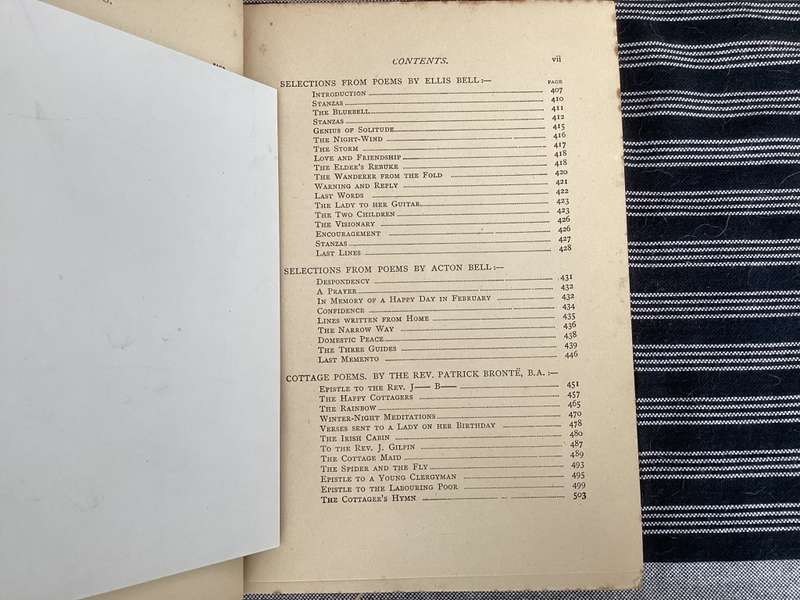 CONTENTS. vii
SELECTIONS FROM POEMS BY ELLIS BELL:— PAGE
INTRODUCTION 407
STANZAS 410
THE BLUEBELL 411
STANZAS 412
GENIUS OF SOLITUDE 415
THE NIGHT-WIND 416
THE STORM 417
LOVE AND FRIENDSHIP 418
THE ELDER'S REBUKE 418
THE WANDERER FROM THE FOLD 420
WARNING AND REPLY 421
LAST WORDS 422
THE LADY TO HER GUITAR 423
THE TWO CHILDREN 423
THE VISIONARY 426
ENCOURAGEMENT 426
STANZAS 427
LAST LINES 428
SELECTIONS FROM POEMS BY ACTON BELL:—
DESPONDENCY 431
A PRAYER 432
IN MEMORY OF A HAPPY DAY IN FEBRUARY 432
CONFIDENCE 434
LINES WRITTEN FROM HOME 435
THE NARROW WAY 436
DOMESTIC PEACE 438
THE THREE GUIDES 439
LAST MEMENTO 446
COTTAGE POEMS. BY THE REV. PATRICK BRONTË, B.A.:—
EPISTLE TO THE REV. J—— B—— 451
THE HAPPY COTTAGERS 457
THE RAINBOW 465
WINTER-NIGHT MEDITATIONS 470
VERSES SENT TO A LADY ON HER BIRTHDAY 478
THE IRISH CABIN 480
TO THE REV. J. GILPIN 487
THE COTTAGE MAID 489
THE SPIDER AND THE FLY 493
EPISTLE TO A YOUNG CLERGYMAN 495
EPISTLE TO THE LABOURING POOR 499
THE COTTAGER'S HYMN 503